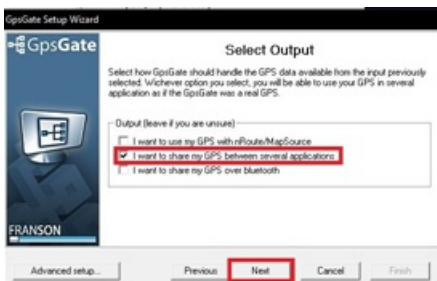 GpsGate Setup Wizard
GpsGate
Select Output
Select how GpsGate should handle the GPS data available from the input previously
selected. Whichever option you select, you will be able to use your GPS in several
application as if the GpsGate was a real GPS.
Output (leave if you are unsure)
I want to use my GPS with nRoute/MapSource
I want to share my GPS between several applications
I want to share my GPS over bluetooth
FRANSON
Advanced setup...
Previous
Next
Cancel
Finish